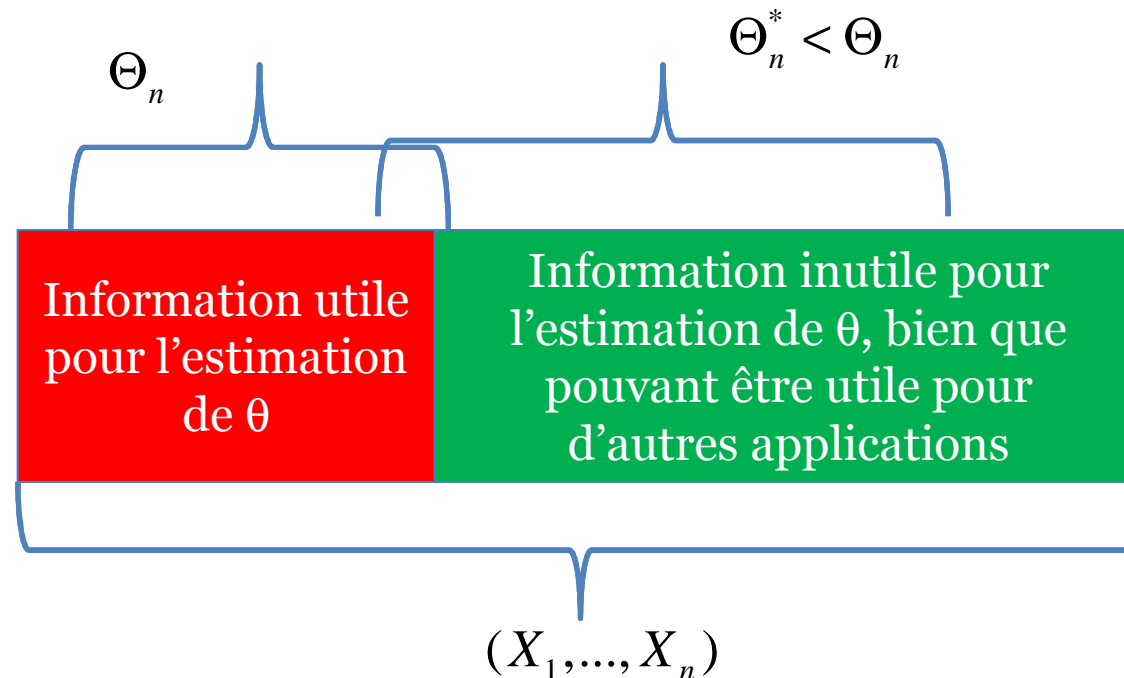 Θ_n
Θ_n^* < Θ_n
Information utile
pour l'estimation
de θ
Information inutile pour
l'estimation de θ, bien que
pouvant être utile pour
d'autres applications
(X_1,..., X_n)